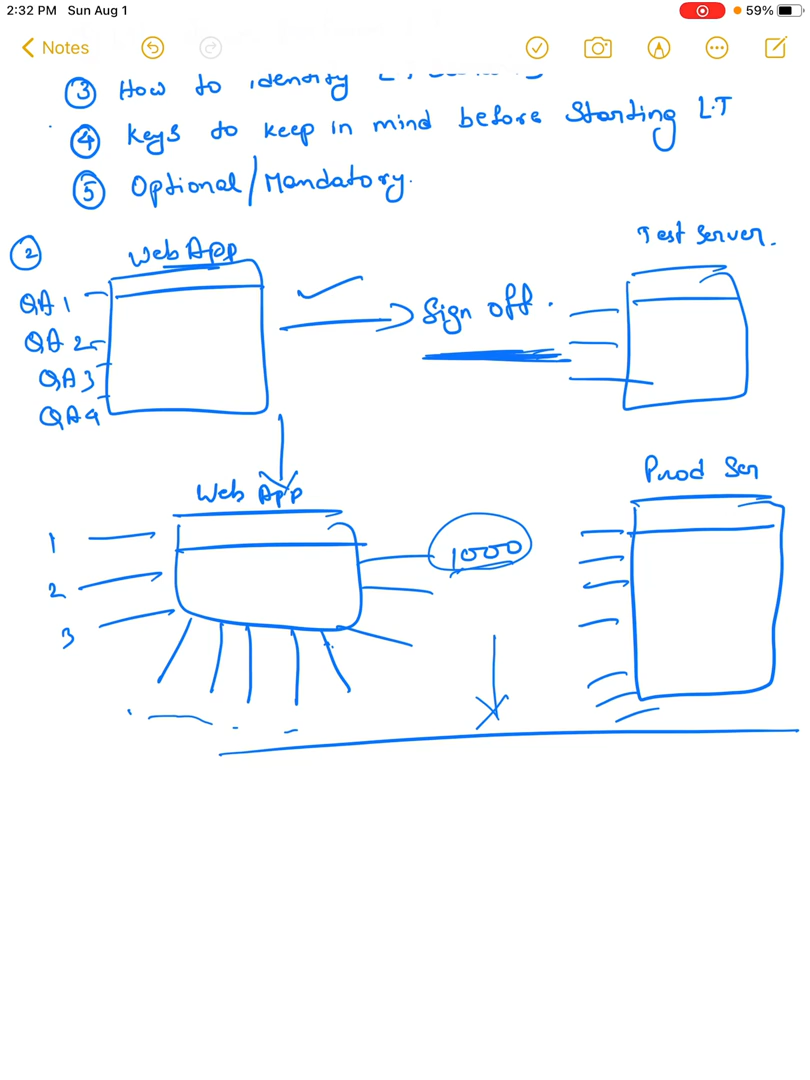 2:32 PM Sun Aug 1
59%
Notes
③ How to identify
④ Keys to keep in mind before Starting L.T
⑤ Optional/Mandatory.
② Web App
Test Server.
QA 1
QA 2
QA 3
QA4
Sign off.
Web App
Prod Ser
1
2
3
1000